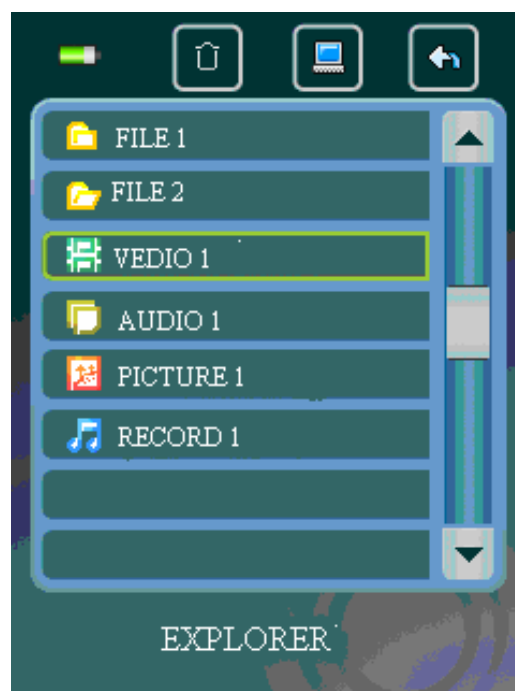 FILE 1
FILE 2
VEDIO 1
AUDIO 1
PICTURE 1
RECORD 1
EXPLORER